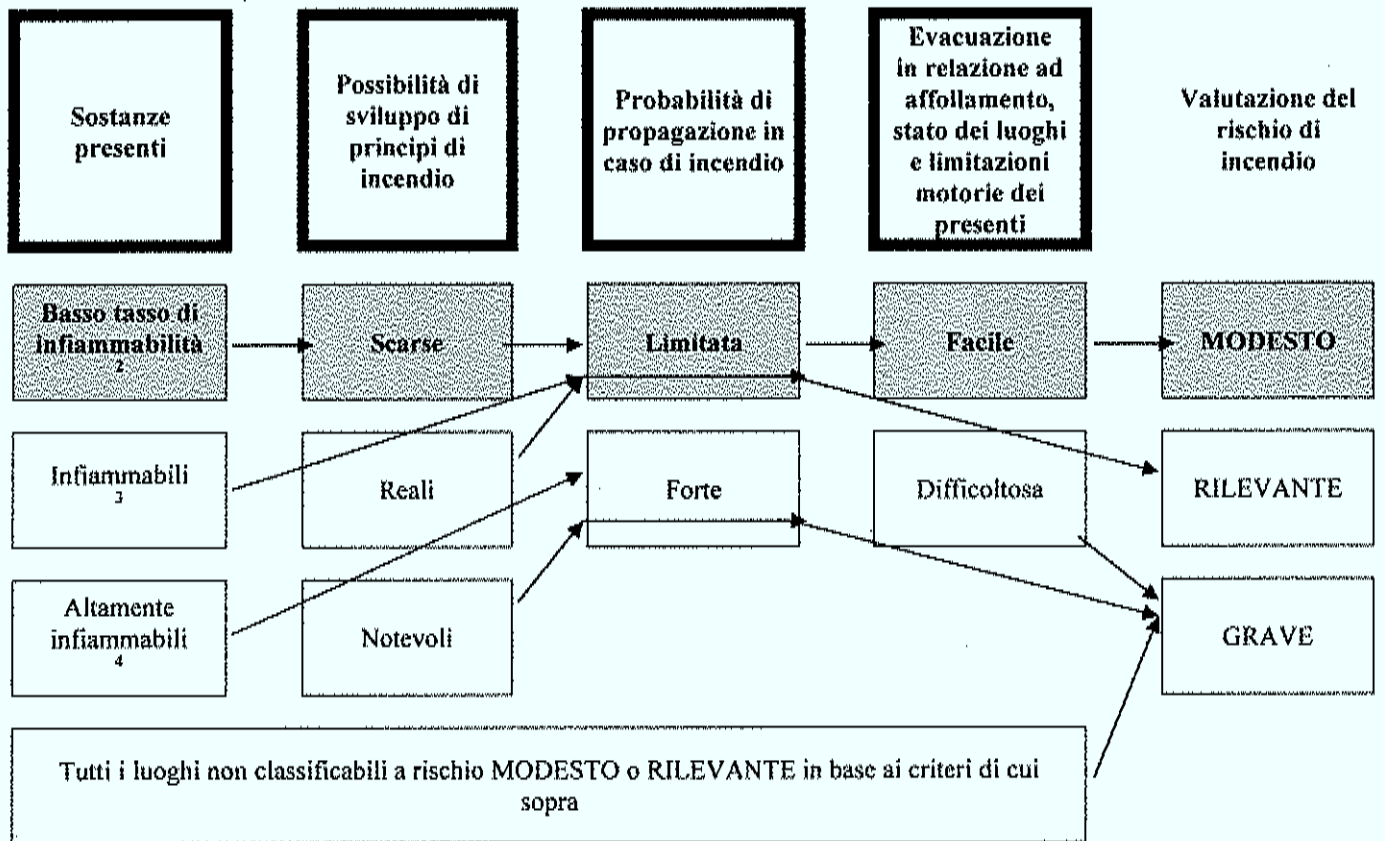 Sostanze
presenti
Possibilità di
sviluppo di
principi di
incendio
Probabilità di
propagazione in
caso di incendio
Evacuazione
in relazione ad
affollamento,
stato dei luoghi
e limitazioni
motorie dei
presenti
Valutazione del
rischio di
incendio
Basso tasso di
infiammabilità
2
Scarse
Limitata
Facile
MODESTO
Infiammabili
3
Reali
Forte
Difficoltosa
RILEVANTE
Altamente
infiammabili
4
Notevoli
GRAVE
Tutti i luoghi non classificabili a rischio MODESTO o RILEVANTE in base ai criteri di cui
sopra